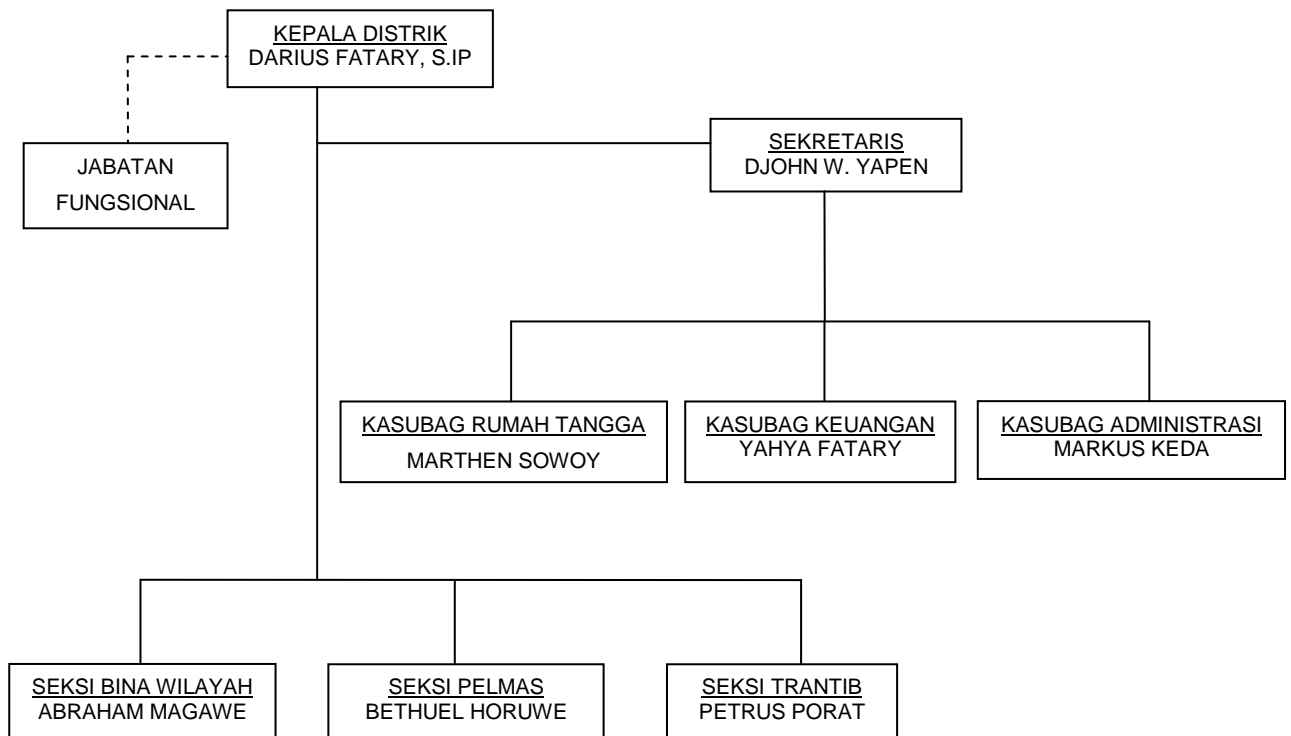 KEPALA DISTRIK
DARIUS FATARY, S.IP
JABATAN
FUNGSIONAL
SEKRETARIS
DJOHN W. YAPEN
KASUBAG RUMAH TANGGA
MARTHEN SOWOY
KASUBAG KEUANGAN
YAHYA FATARY
KASUBAG ADMINISTRASI
MARKUS KEDA
SEKSI BINA WILAYAH
ABRAHAM MAGAWE
SEKSI PELMAS
BETHUEL HORUWE
SEKSI TRANTIB
PETRUS PORAT